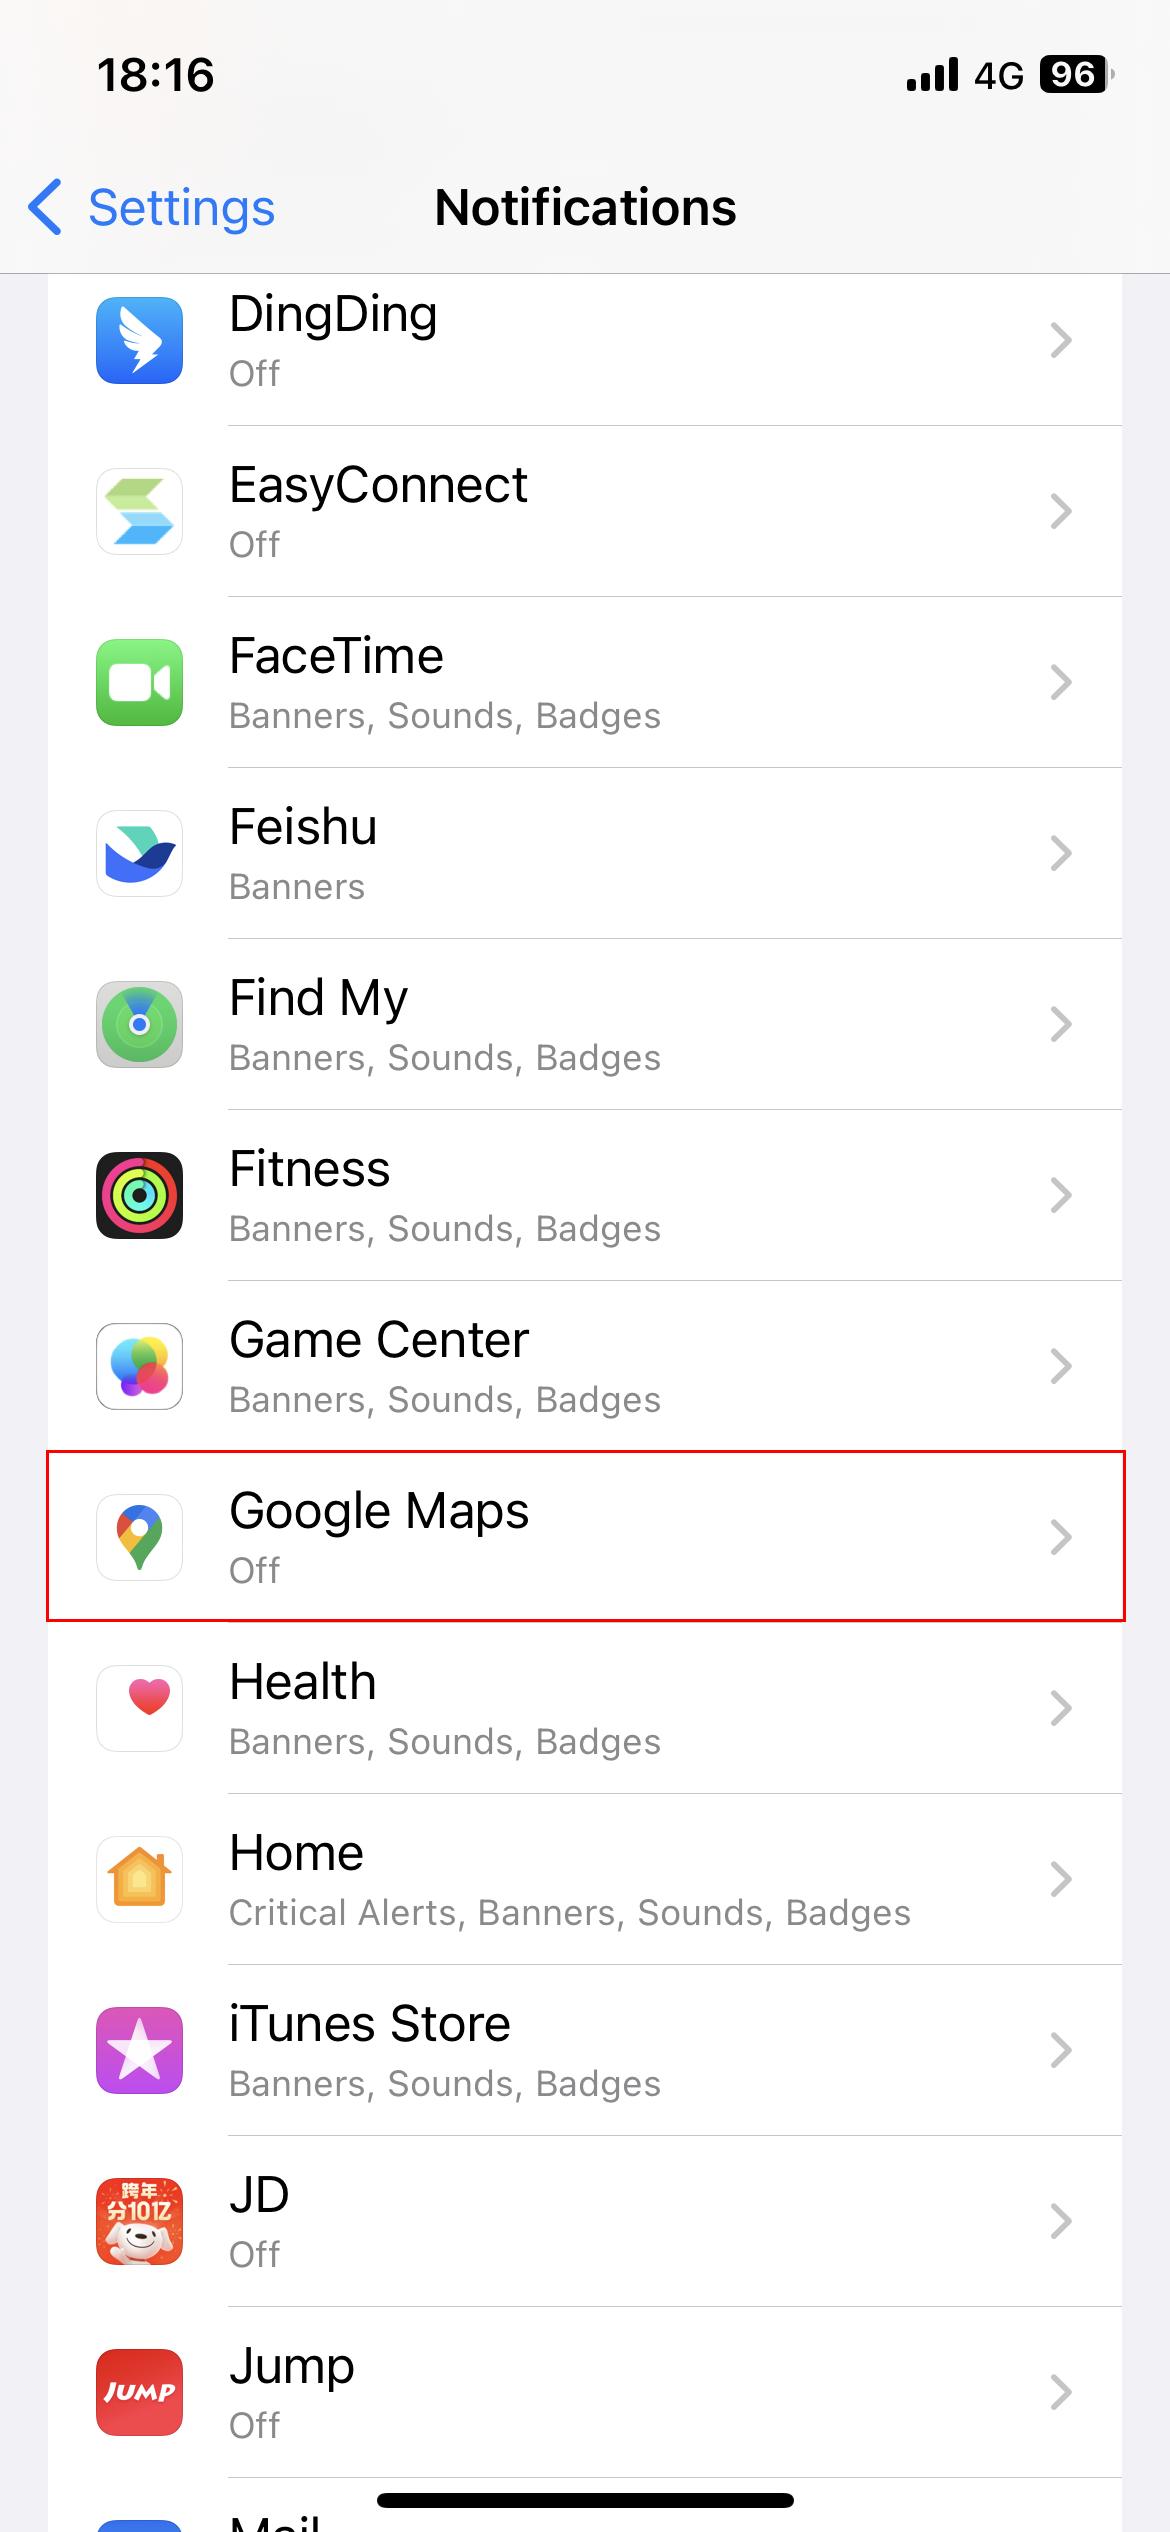 18:16
4G 96
Settings
Notifications
DingDing
Off
EasyConnect
Off
FaceTime
Banners, Sounds, Badges
Feishu
Banners
Find My
Banners, Sounds, Badges
Fitness
Banners, Sounds, Badges
Game Center
Banners, Sounds, Badges
Google Maps
Off
Health
Banners, Sounds, Badges
Home
Critical Alerts, Banners, Sounds, Badges
iTunes Store
Banners, Sounds, Badges
跨年
分10亿
JD
Off
JUMP
Jump
Off
Mail